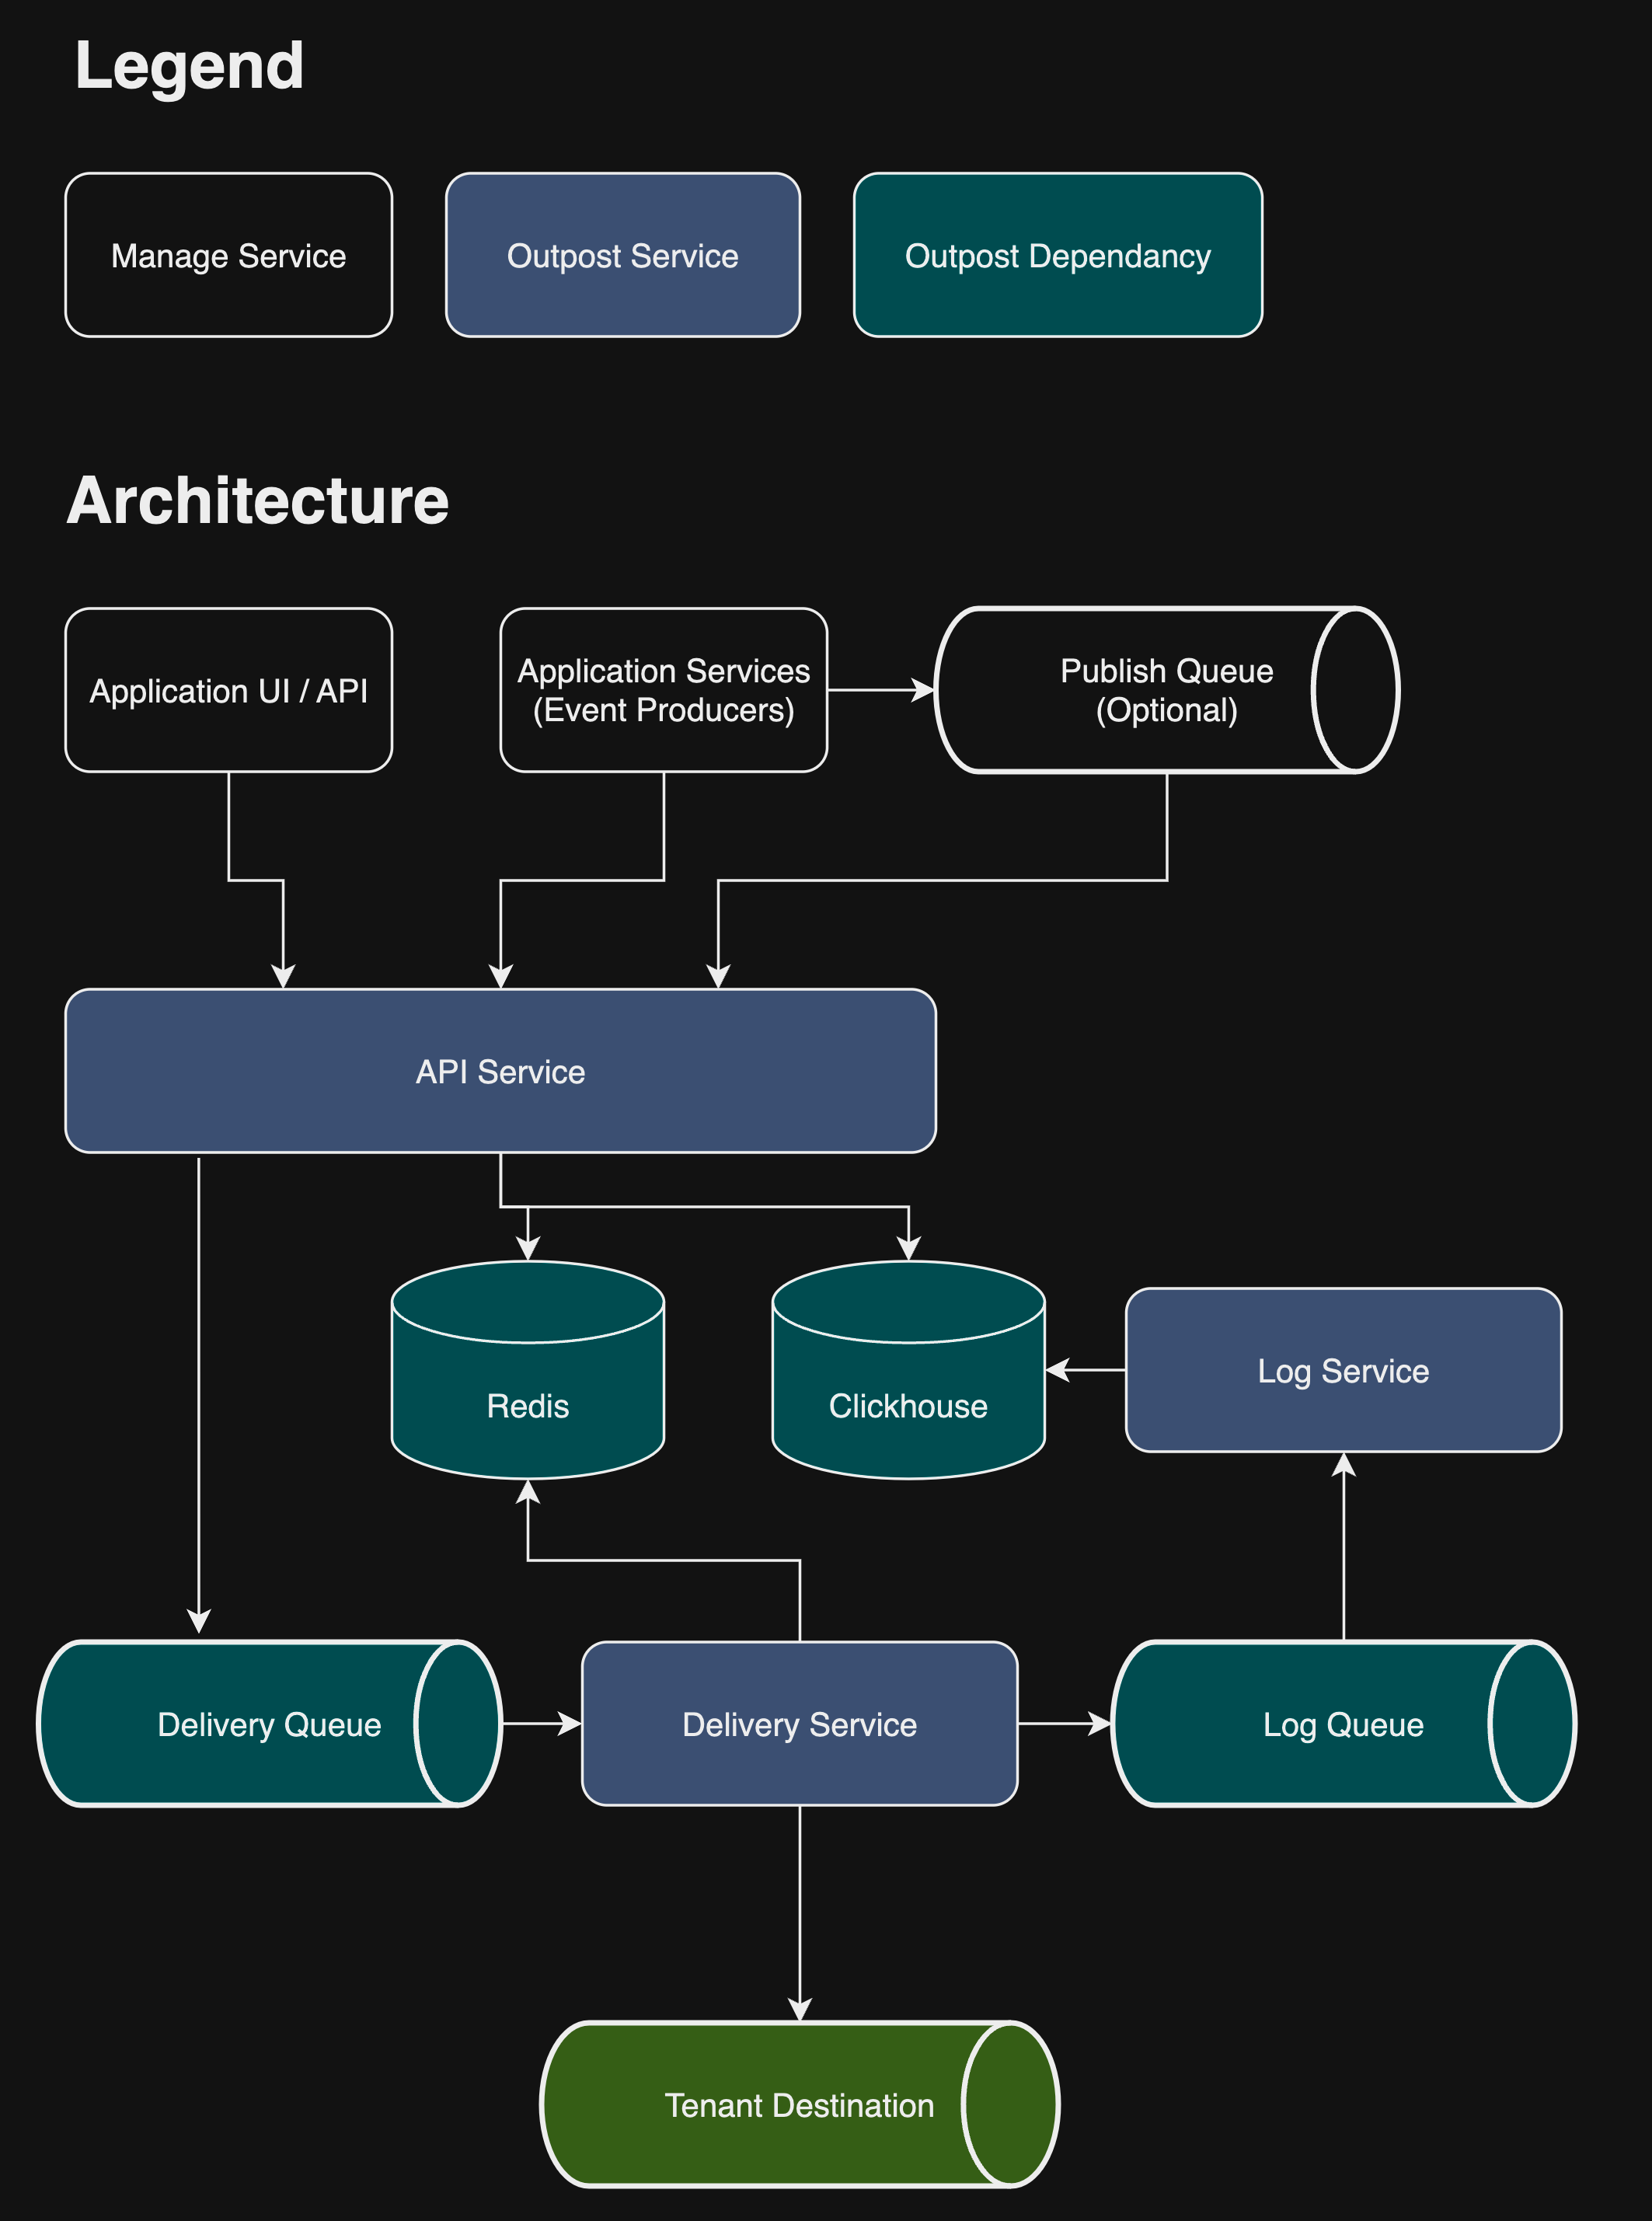 Legend
Manage Service
Outpost Service
Outpost Dependancy
Architecture
Application UI / API
Application Services
(Event Producers)
Publish Queue
(Optional)
API Service
Redis
Clickhouse
Log Service
Delivery Queue
Delivery Service
Log Queue
Tenant Destination